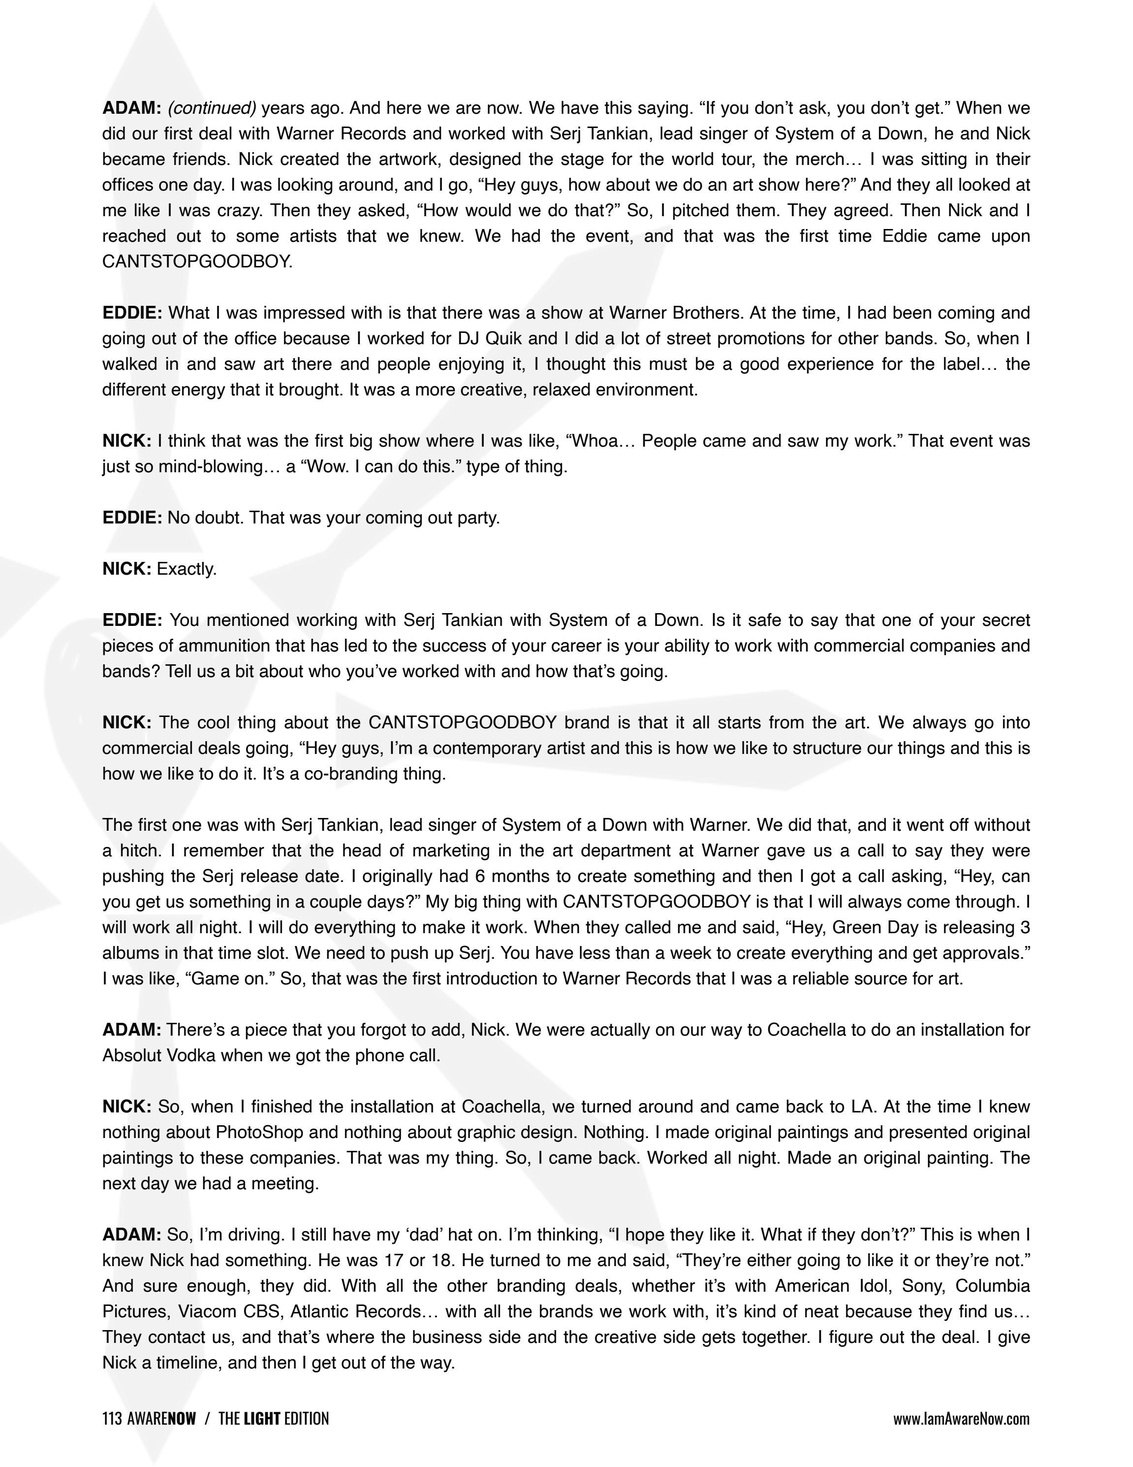 ADAM: (continued) years ago. And here we are now. We have this saying. “If you don’t ask, you don’t get.” When we
did our first deal with Warner Records and worked with Serj Tankian, lead singer of System of a Down, he and Nick
became friends. Nick created the artwork, designed the stage for the world tour, the merch… I was sitting in their
offices one day. I was looking around, and I go, “Hey guys, how about we do an art show here?” And they all looked at
me like I was crazy. Then they asked, “How would we do that?” So, I pitched them. They agreed. Then Nick and I
reached out to some artists that we knew. We had the event, and that was the first time Eddie came upon
CANTSTOPGOODBOY.
EDDIE: What I was impressed with is that there was a show at Warner Brothers. At the time, I had been coming and
going out of the office because I worked for DJ Quik and I did a lot of street promotions for other bands. So, when I
walked in and saw art there and people enjoying it, I thought this must be a good experience for the label… the
different energy that it brought. It was a more creative, relaxed environment.
NICK: I think that was the first big show where I was like, “Whoa… People came and saw my work.” That event was
just so mind-blowing… a “Wow. I can do this.” type of thing.
EDDIE: No doubt. That was your coming out party.
NICK: Exactly.
EDDIE: You mentioned working with Serj Tankian with System of a Down. Is it safe to say that one of your secret
pieces of ammunition that has led to the success of your career is your ability to work with commercial companies and
bands? Tell us a bit about who you’ve worked with and how that’s going.
NICK: The cool thing about the CANTSTOPGOODBOY brand is that it all starts from the art. We always go into
commercial deals going, “Hey guys, I’m a contemporary artist and this is how we like to structure our things and this is
how we like to do it. It’s a co-branding thing.
The first one was with Serj Tankian, lead singer of System of a Down with Warner. We did that, and it went off without
a hitch. I remember that the head of marketing in the art department at Warner gave us a call to say they were
pushing the Serj release date. I originally had 6 months to create something and then I got a call asking, “Hey, can
you get us something in a couple days?” My big thing with CANTSTOPGOODBOY is that I will always come through. I
will work all night. I will do everything to make it work. When they called me and said, “Hey, Green Day is releasing 3
albums in that time slot. We need to push up Serj. You have less than a week to create everything and get approvals.”
I was like, “Game on.” So, that was the first introduction to Warner Records that I was a reliable source for art.
ADAM: There’s a piece that you forgot to add, Nick. We were actually on our way to Coachella to do an installation for
Absolut Vodka when we got the phone call.
NICK: So, when I finished the installation at Coachella, we turned around and came back to LA. At the time I knew
nothing about PhotoShop and nothing about graphic design. Nothing. I made original paintings and presented original
paintings to these companies. That was my thing. So, I came back. Worked all night. Made an original painting. The
next day we had a meeting.
ADAM: So, I’m driving. I still have my ‘dad’ hat on. I’m thinking, “I hope they like it. What if they don’t?” This is when I
knew Nick had something. He was 17 or 18. He turned to me and said, “They’re either going to like it or they’re not.”
And sure enough, they did. With all the other branding deals, whether it’s with American Idol, Sony, Columbia
Pictures, Viacom CBS, Atlantic Records… with all the brands we work with, it’s kind of neat because they find us…
They contact us, and that’s where the business side and the creative side gets together. I figure out the deal. I give
Nick a timeline, and then I get out of the way.
113 AWARENOW / THE LIGHT EDITION
www.IamAwareNow.com